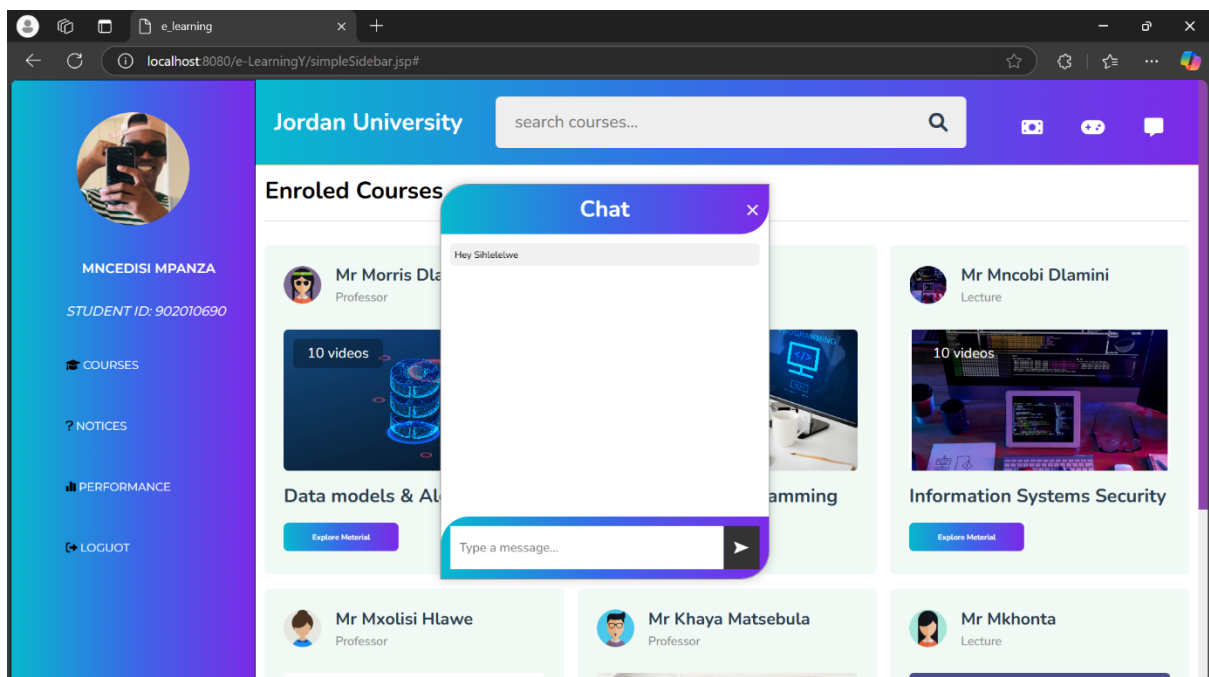 e_learning
localhost:8080/e-LearningY/simpleSidebar.jsp#
MNCEDISI MPANZA
STUDENT ID: 902010690
COURSES
? NOTICES
PERFORMANCE
LOGUOT
Jordan University
search courses...
Enroled Courses
Chat
×
Hey Sihlelelwe
Type a message...
Mr Morris Dla
Professor
10 videos
Data models & Al
Explore Meterial
PROGRAMMING
</>
amming
Mr Mncobi Dlamini
Lecture
10 videos
Information Systems Security
Explore Meterial
Mr Mxolisi Hlawe
Professor
Mr Khaya Matsebula
Professor
Mr Mkhonta
Lecture